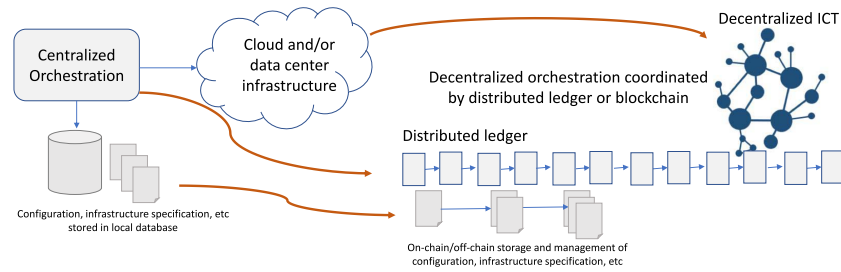 Decentralized ICT
Centralized
Orchestration
Cloud and/or
data center
infrastructure
Decentralized orchestration coordinated
by distributed ledger or blockchain
Distributed ledger
Configuration, infrastructure specification, etc
stored in local database
On-chain/off-chain storage and management of
configuration, infrastructure specification, etc